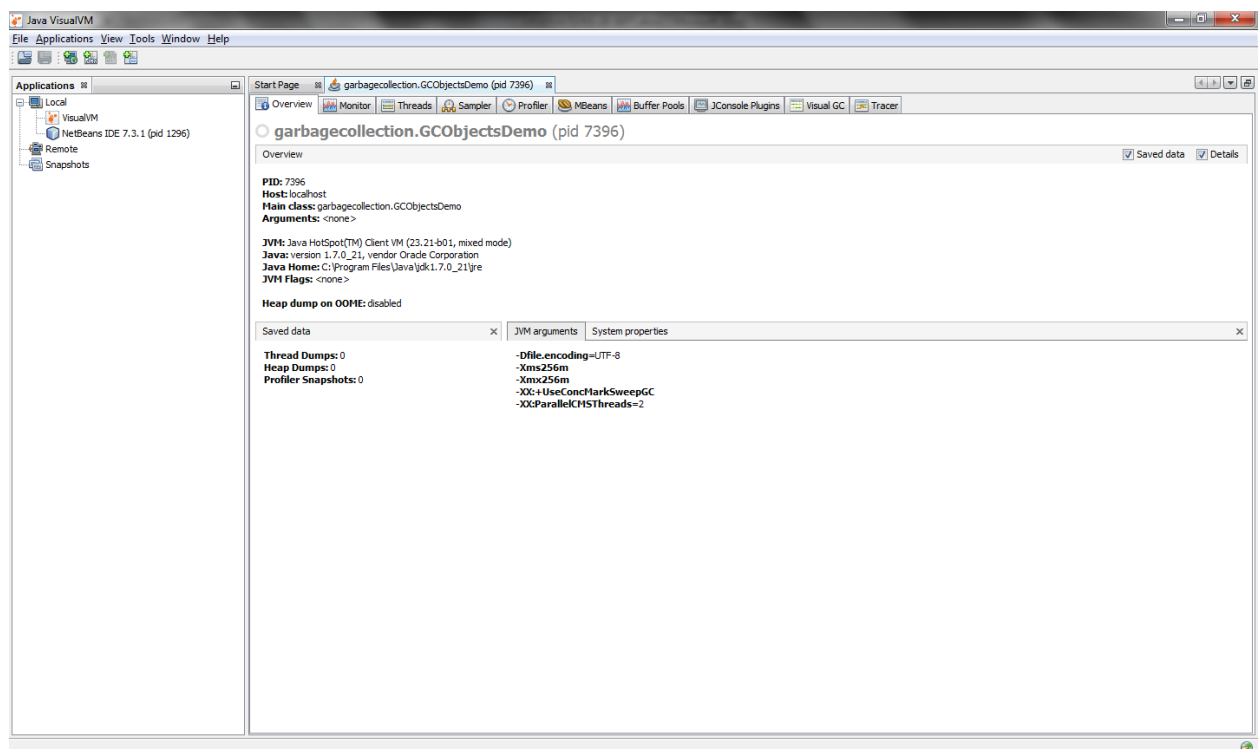 Java VisualVM
File Applications View Tools Window Help
Applications
Local
VisualVM
NetBeans IDE 7.3.1 (pid 1296)
Remote
Snapshots
Start Page garbagecollection.GCObjectsDemo (pid 7396)
Overview Monitor Threads Sampler Profiler MBeans Buffer Pools JConsole Plugins Visual GC Tracer
garbagecollection.GCObjectsDemo (pid 7396)
Overview Saved data Details
PID: 7396
Host: localhost
Main class: garbagecollection.GCObjectsDemo
Arguments: <none>
JVM: Java HotSpot(TM) Client VM (23.21-b01, mixed mode)
Java: version 1.7.0_21, vendor Oracle Corporation
Java Home: C:\Program Files\Java\jdk1.7.0_21\jre
JVM Flags: <none>
Heap dump on OOME: disabled
Saved data
Thread Dumps: 0
Heap Dumps: 0
Profiler Snapshots: 0
JVM arguments System properties
-Dfile.encoding=UTF-8
-Xms256m
-Xmx256m
-XX:+UseConcMarkSweepGC
-XX:ParallelCMSThreads=2